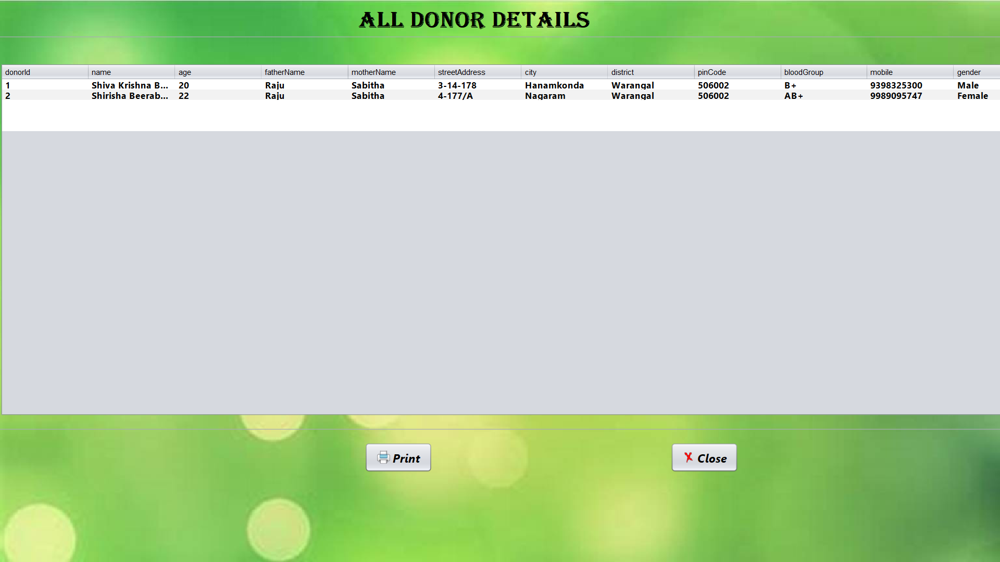 ALL DONOR DETAILS
donorId name age fatherName motherName streetAddress city district pinCode bloodGroup mobile gender
1 Shiva Krishna B... 20 Raju Sabitha 3-14-178 Hanamkonda Warangal 506002 B+ 9398325300 Male
2 Shirisha Beerab... 22 Raju Sabitha 4-177/A Nagaram Warangal 506002 AB+ 9989095747 Female
Print Close